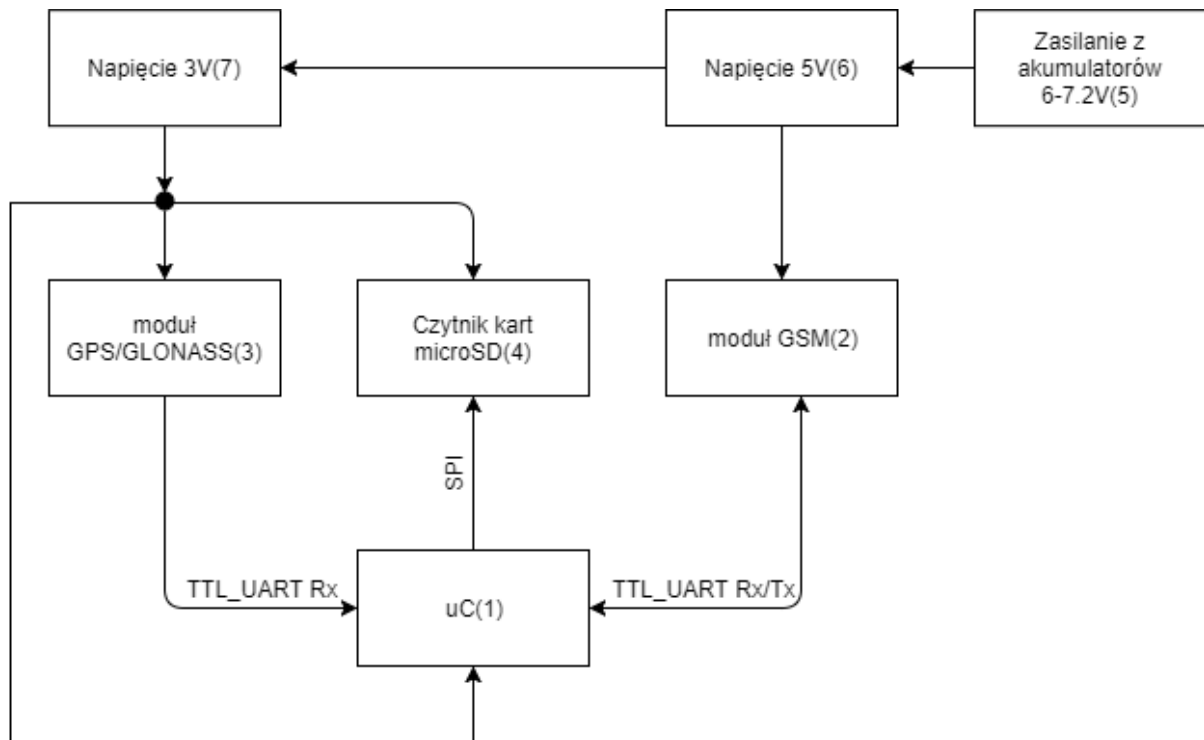 Napięcie 3V(7)
Napięcie 5V(6)
Zasilanie z
akumulatorów
6-7.2V(5)
moduł
GPS/GLONASS(3)
Czytnik kart
microSD(4)
moduł GSM(2)
SPI
TTL_UART Rx
uC(1)
TTL_UART Rx/Tx